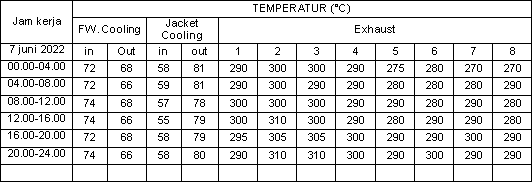 TEMPERATUR (°C)
Jam kerja
FW. Cooling Jacket Cooling Exhaust
7 juni 2022 in Out in out 1 2 3 4 5 6 7 8
00.00-04.00 72 68 58 81 290 300 300 290 275 280 270 270
04.00-08.00 72 66 59 81 290 290 300 290 280 280 280 290
08.00-12.00 74 68 57 78 300 300 300 290 290 280 290 280
12.00-16.00 74 66 55 79 300 310 300 290 280 290 290 280
16.00-20.00 72 68 58 79 295 305 305 300 290 290 300 290
20.00-24.00 74 66 58 80 290 310 310 300 290 300 290 290